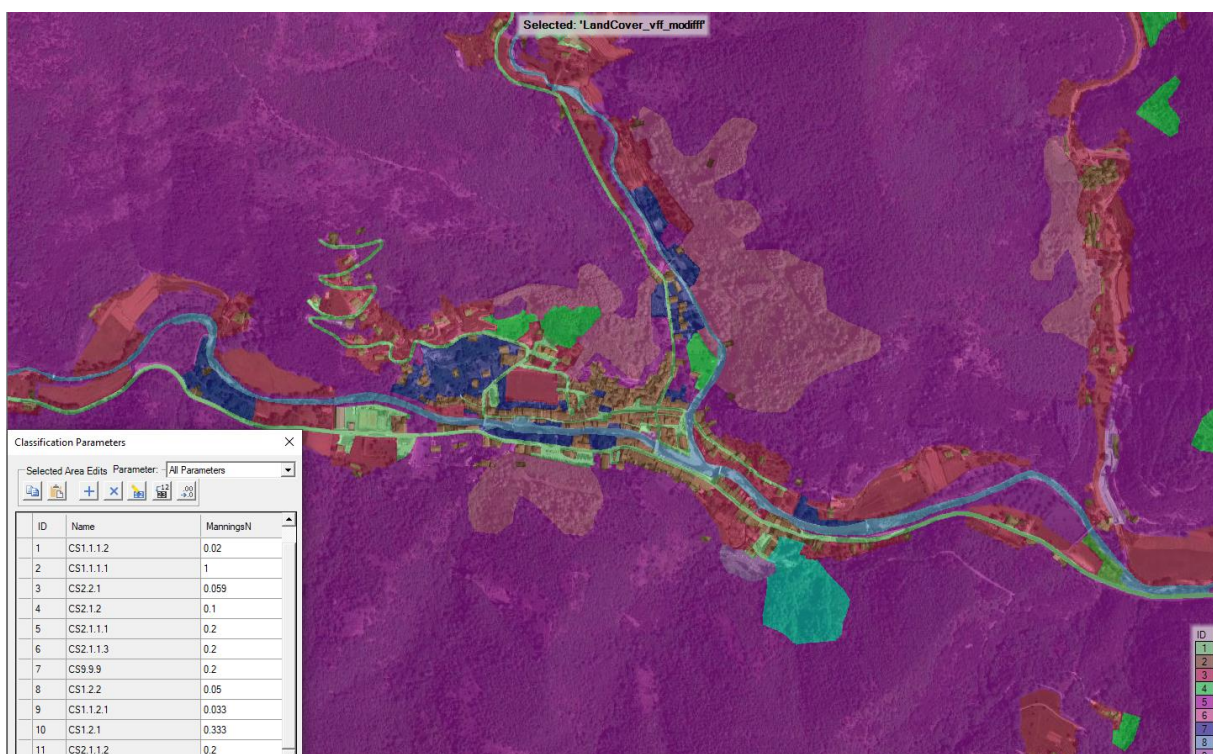 Selected: 'LandCover_vff_modifff'
Classification Parameters
Selected Area Edits Parameter: All Parameters
ID Name ManningsN
1 CS1.1.1.2 0.02
2 CS1.1.1.1 1
3 CS2.2.1 0.059
4 CS2.1.2 0.1
5 CS2.1.1.1 0.2
6 CS2.1.1.3 0.2
7 CS9.9.9 0.2
8 CS1.2.2 0.05
9 CS1.1.2.1 0.033
10 CS1.2.1 0.333
11 CS2.1.1.2 0.2
ID
1
2
3
4
5
6
7
8